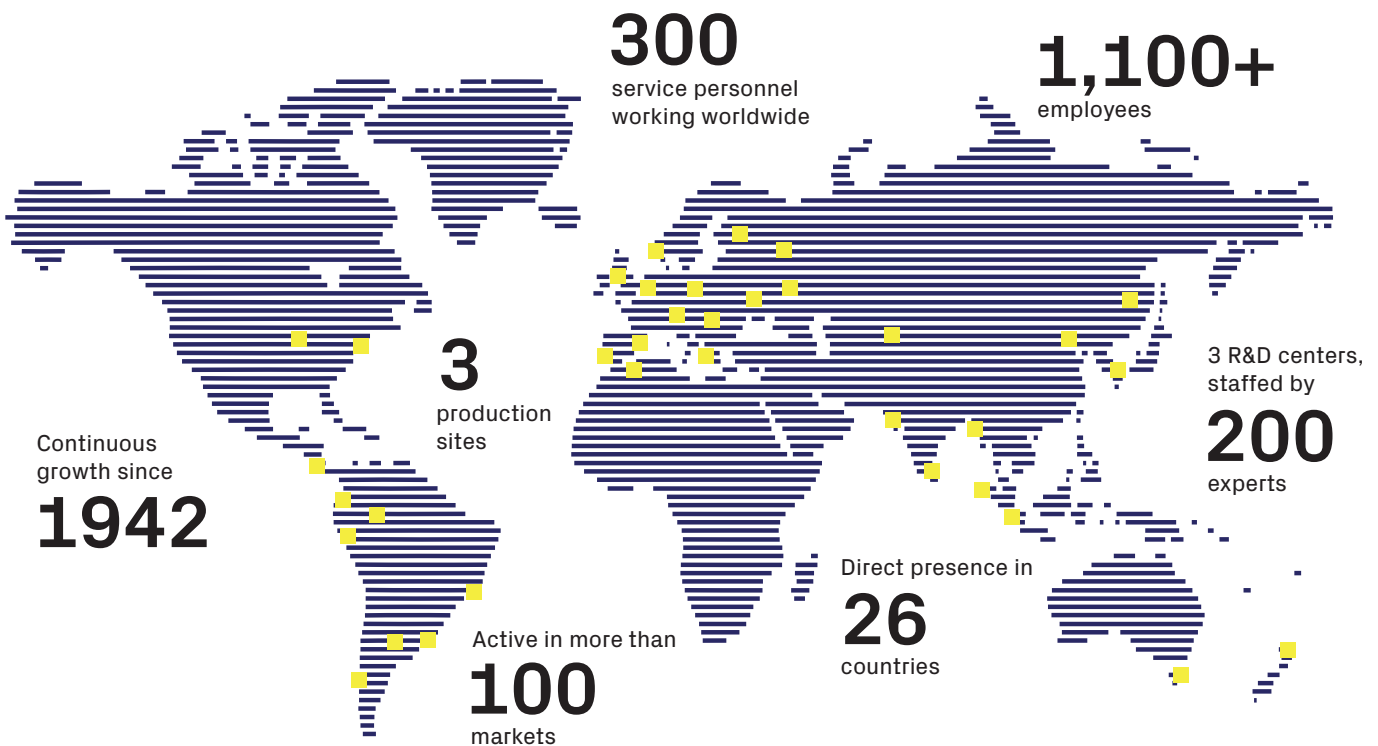 300
service personnel
working worldwide
1,100+
employees
3
production
sites
3 R&D centers,
staffed by
200
experts
Continuous
growth since
1942
Direct presence in
26
countries
Active in more than
100
markets